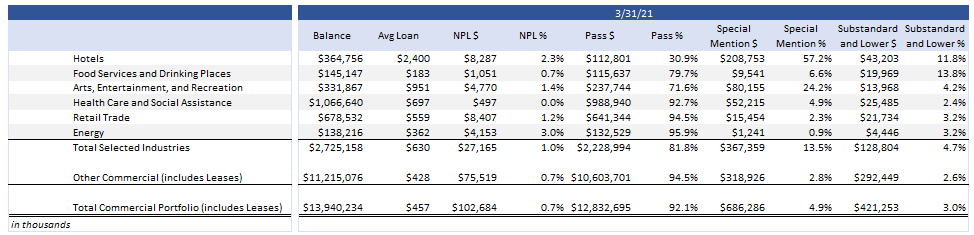 3/31/21
Balance Avg Loan NPL $ NPL % Pass $ Pass % Special Mention $ Special Mention % Substandard and Lower $ Substandard and Lower %
Hotels $364,756 $2,400 $8,287 2.3% $112,801 30.9% $208,753 57.2% $43,203 11.8%
Food Services and Drinking Places $145,147 $183 $1,051 0.7% $115,637 79.7% $9,541 6.6% $19,969 13.8%
Arts, Entertainment, and Recreation $331,867 $951 $4,770 1.4% $237,744 71.6% $80,155 24.2% $13,968 4.2%
Health Care and Social Assistance $1,066,640 $697 $497 0.0% $988,940 92.7% $52,215 4.9% $25,485 2.4%
Retail Trade $678,532 $559 $8,407 1.2% $641,344 94.5% $15,454 2.3% $21,734 3.2%
Energy $138,216 $362 $4,153 3.0% $132,529 95.9% $1,241 0.9% $4,446 3.2%
Total Selected Industries $2,725,158 $630 $27,165 1.0% $2,228,994 81.8% $367,359 13.5% $128,804 4.7%
Other Commercial (includes Leases) $11,215,076 $428 $75,519 0.7% $10,603,701 94.5% $318,926 2.8% $292,449 2.6%
Total Commercial Portfolio (includes Leases) $13,940,234 $457 $102,684 0.7% $12,832,695 92.1% $686,286 4.9% $421,253 3.0%
in thousands